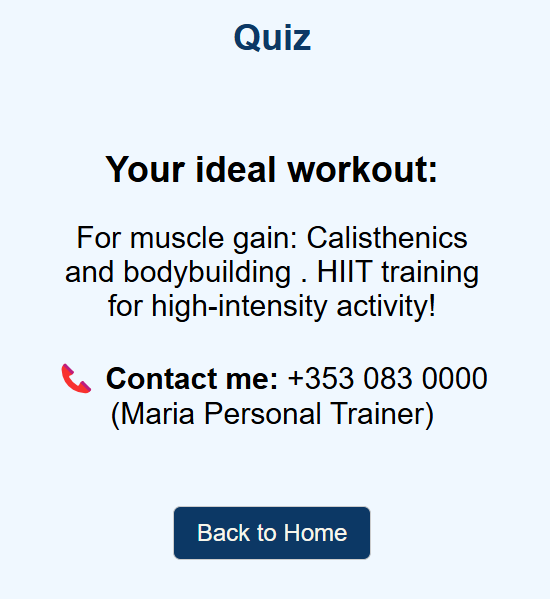 Quiz
Your ideal workout:
For muscle gain: Calisthenics
and bodybuilding . HIIT training
for high-intensity activity!
📞 Contact me: +353 083 0000
(Maria Personal Trainer)
Back to Home